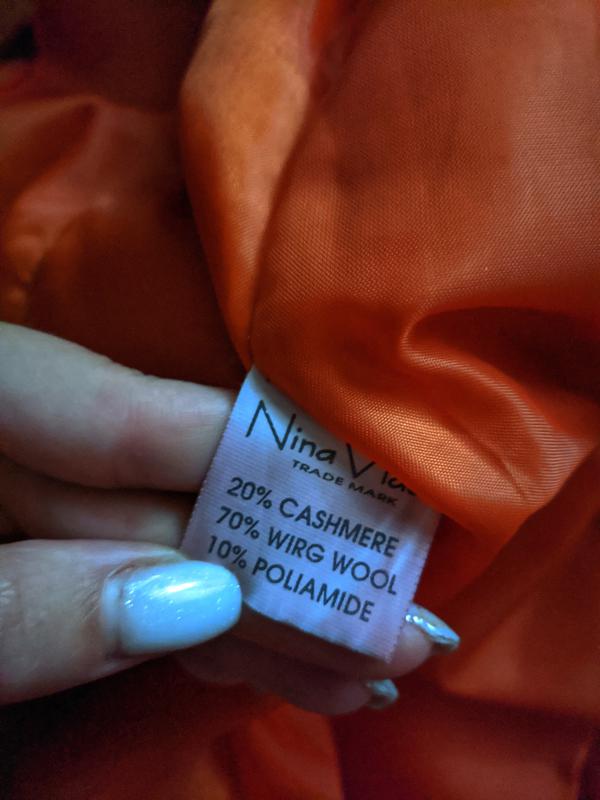 Nina
TRADE MARK
20% CASHMERE
70% WIRG WOOL
10% POLIAMIDE